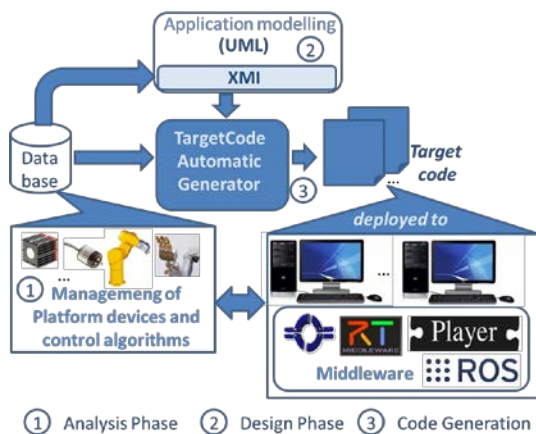 Application modelling
(UML) 2
XMI
Data
base
TargetCode
Automatic
Generator
3
Target
code
...
deployed to
...
...
1 Managemeng of
Platform devices and
control algorithms
RT
MIDDLEWARE
Player
Middleware
ROS
1 Analysis Phase 2 Design Phase 3 Code Generation